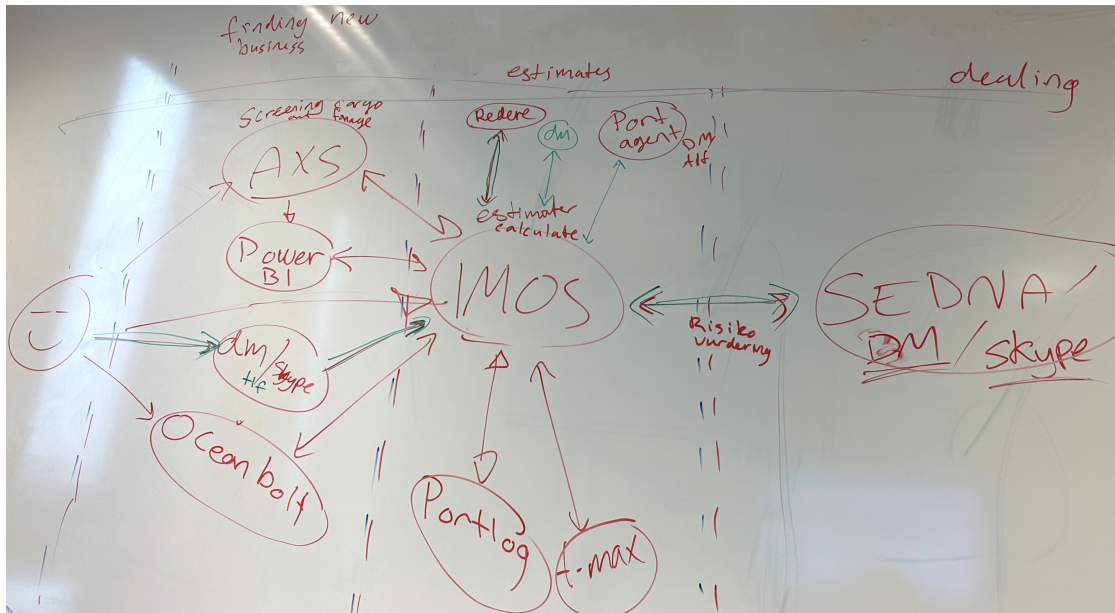 finding new
business
estimates
dealing
Screening cargo
and tonnage
AXS
Power
BI
dm/skype
tlf
Oceanbolt
Redere
dm
Port
agent
DM
tlf
estimater
calculate
IMOS
Portlog
t-max
Risiko
vurdering
SEDNA/
DM/skype